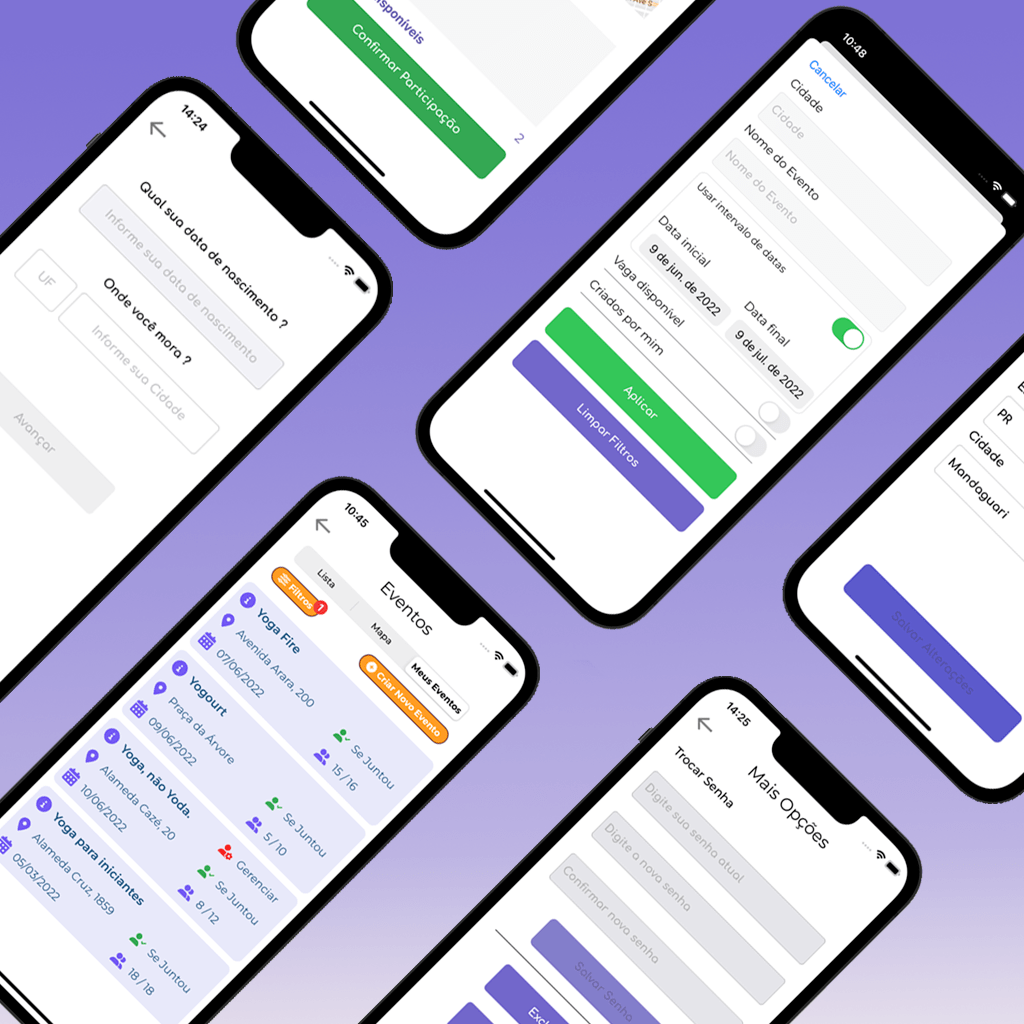 disponíveis
Confirmar Participação
2
14:24
Qual sua data de nascimento ?
Informe sua data de nascimento
Onde você mora ?
UF
Informe sua Cidade
Avançar
10:48
Cancelar
Cidade
Cidade
Nome do Evento
Nome do Evento
Usar intervalo de datas
Data inicial
9 de jun. de 2022
Data final
9 de jul. de 2022
Vaga disponível
Criados por mim
Aplicar
Limpar Filtros
PR
Cidade
Mandaguari
Salvar Alterações
10:45
Eventos
Lista
Mapa
Meus Eventos
Filtros
1
Criar Novo Evento
Yoga Fire
Avenida Arara, 200
07/06/2022
Se Juntou
15 / 16
Yogourt
Praça da Árvore
09/06/2022
Se Juntou
5 / 10
Yoga, não Yoda.
Alameda Cazé, 20
10/06/2022
Gerenciar
Se Juntou
8 / 12
Yoga para iniciantes
Alameda Cruz, 1859
05/03/2022
Se Juntou
18 / 18
14:25
Mais Opções
Trocar Senha
Digite sua senha atual
Digite a nova senha
Confirmar nova senha
Salvar Senha